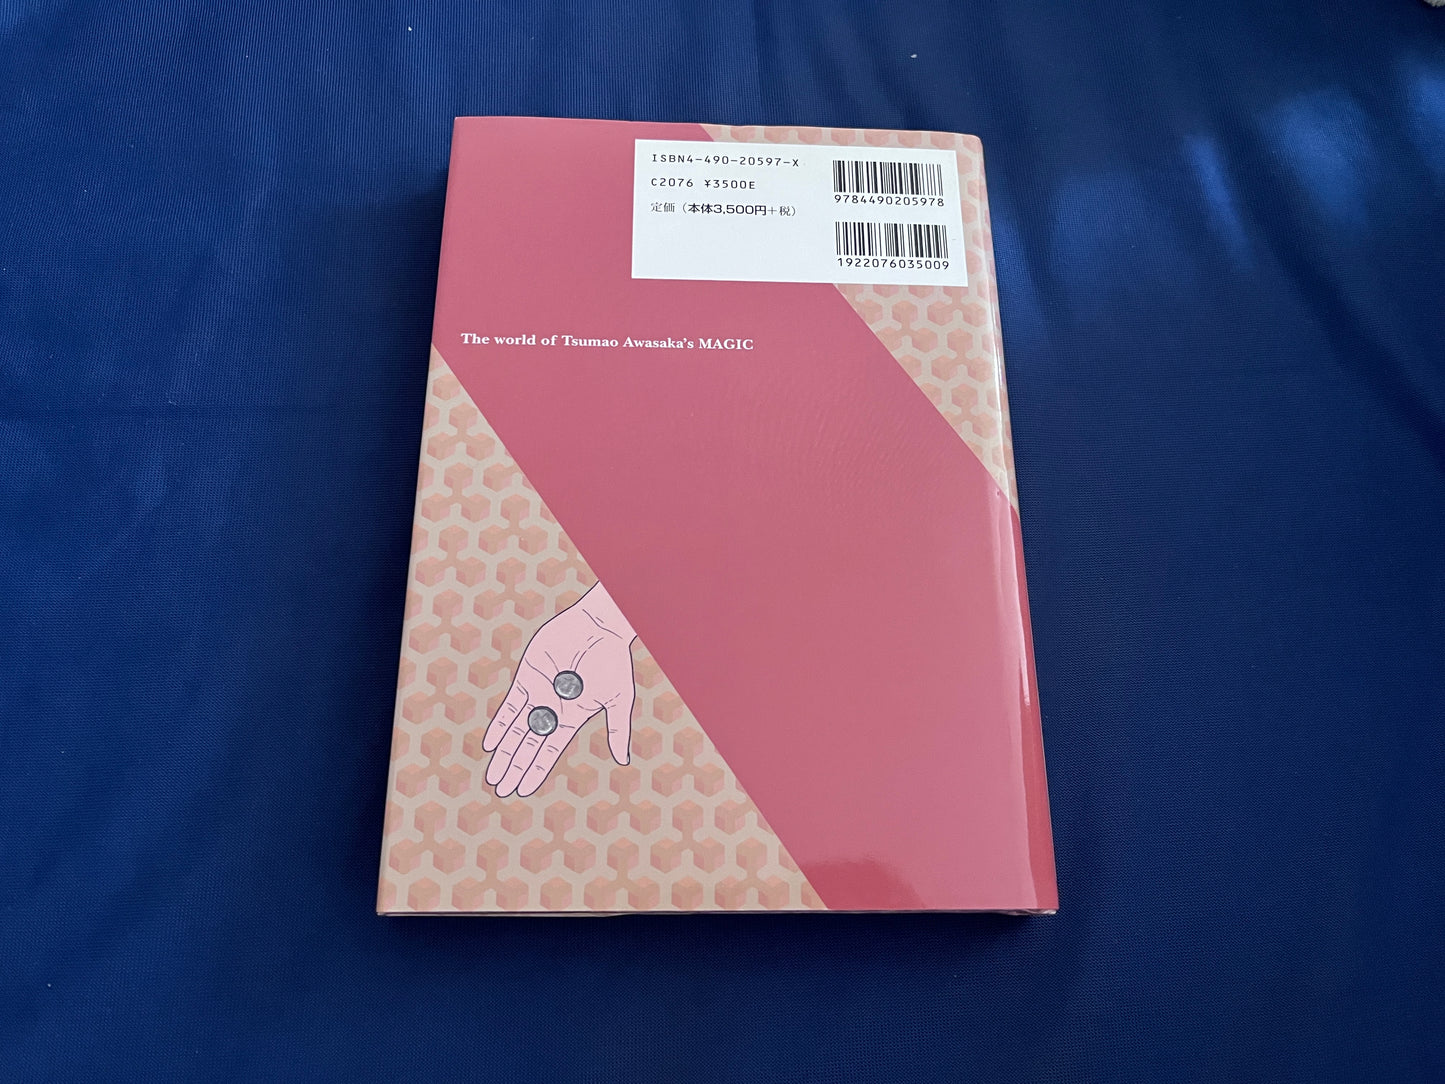 ISBN4-490-20597-X
C2076 ¥3500E
定価（本体3,500円＋税）
9784490205978
1922076035009
The world of Tsumao Awasaka's MAGIC